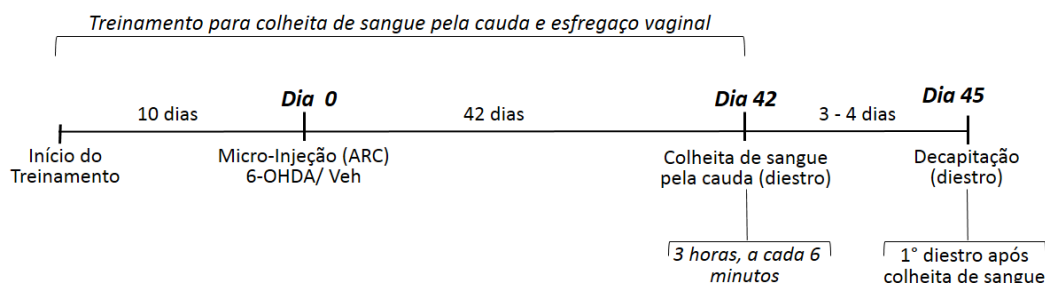 Treinamento para colheita de sangue pela cauda e esfregaço vaginal
10 dias
Dia 0
42 dias
Dia 42
3 - 4 dias
Dia 45
Início do
Treinamento
Micro-Injeção (ARC)
6-OHDA/ Veh
Colheita de sangue
pela cauda (diestro)
Decapitação
(diestro)
3 horas, a cada 6
minutos
1° diestro após
colheita de sangue